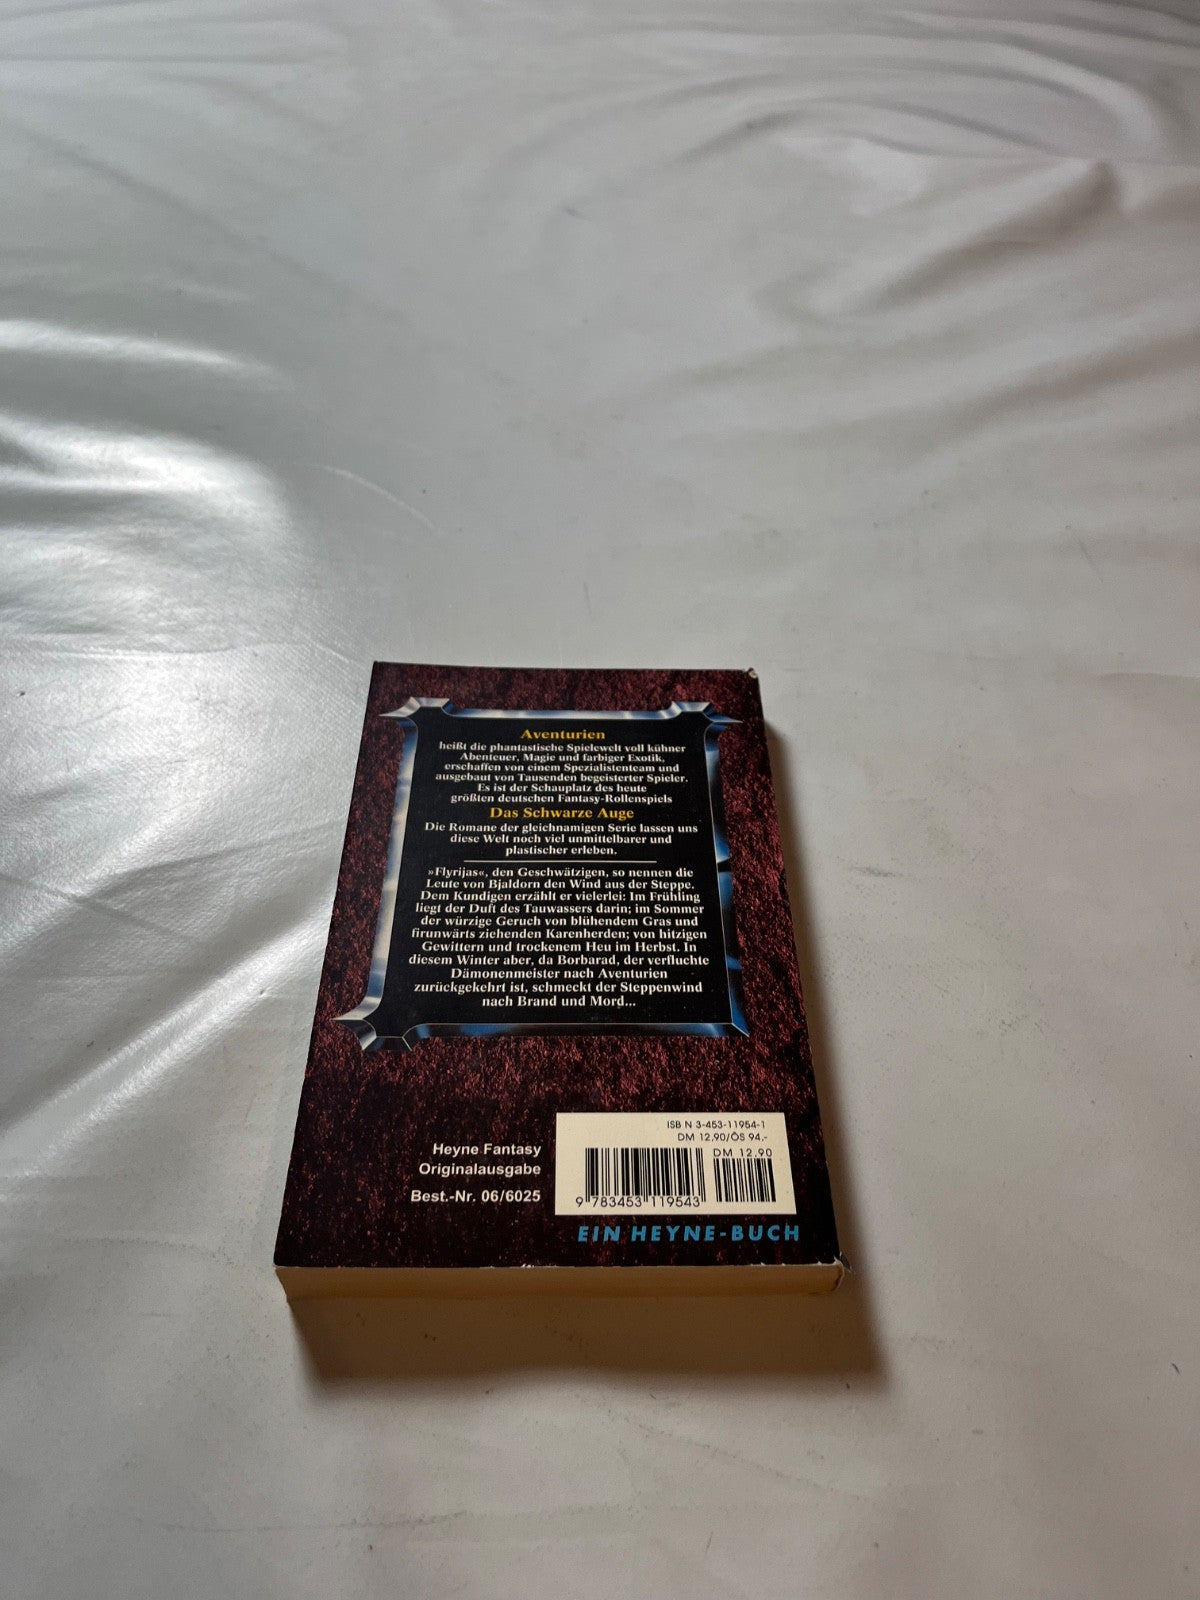 Aventurien
heißt die phantastische Spielewelt voll kühner
Abenteuer, Magie und farbiger Exotik,
erschaffen von einem Spezialistenteam und
ausgebaut von Tausenden begeisterter Spieler.
Es ist der Schauplatz des heute
größten deutschen Fantasy-Rollenspiels
Das Schwarze Auge
Die Romane der gleichnamigen Serie lassen uns
diese Welt noch viel unmittelbarer und
plastischer erleben.
»Flyrijas«, den Geschwätzigen, so nennen die
Leute von Bjaldorn den Wind aus der Steppe.
Dem Kundigen erzählt er vielerlei: Im Frühling
liegt der Duft des Tauwassers darin; im Sommer
der würzige Geruch von blühendem Gras und
firunwärts ziehenden Karenherden; von hitzigen
Gewittern und trockenem Heu im Herbst. In
diesem Winter aber, da Borbarad, der verfluchte
Dämonenmeister nach Aventurien
zurückgekehrt ist, schmeckt der Steppenwind
nach Brand und Mord...
Heyne Fantasy
Originalausgabe
Best.-Nr. 06/6025
ISBN 3-453-11954-1
DM 12,90/ÖS 94.-
DM 12,90
9 783453 119543
EIN HEYNE-BUCH